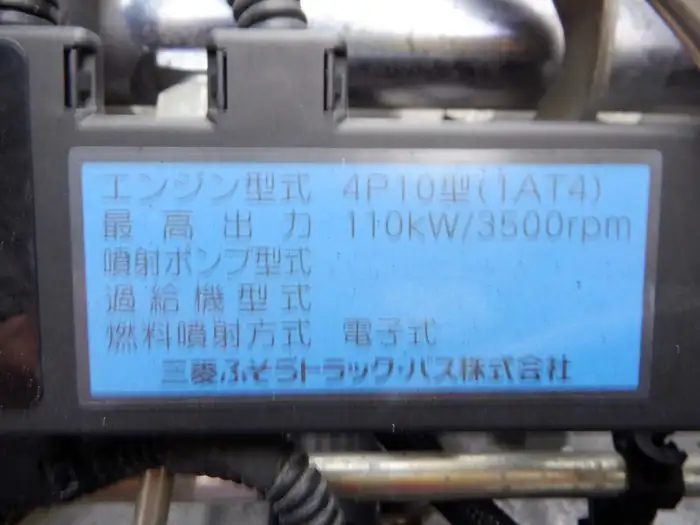 エンジン型式 4P10型(1AT4)
最高出力 110kW/3500rpm
噴射ポンプ型式
過給機型式
燃料噴射方式 電子式
三菱ふそうトラック・バス株式会社